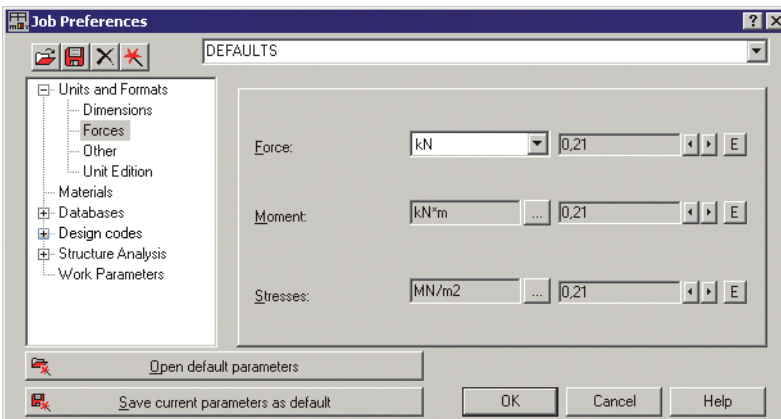 Job Preferences
DEFAULTS
Units and Formats
Dimensions
Forces
Other
Unit Edition
Materials
Databases
Design codes
Structure Analysis
Work Parameters
Force: kN 0,21 E
Moment: kN*m ... 0,21 E
Stresses: MN/m2 ... 0,21 E
Open default parameters
Save current parameters as default
OK Cancel Help